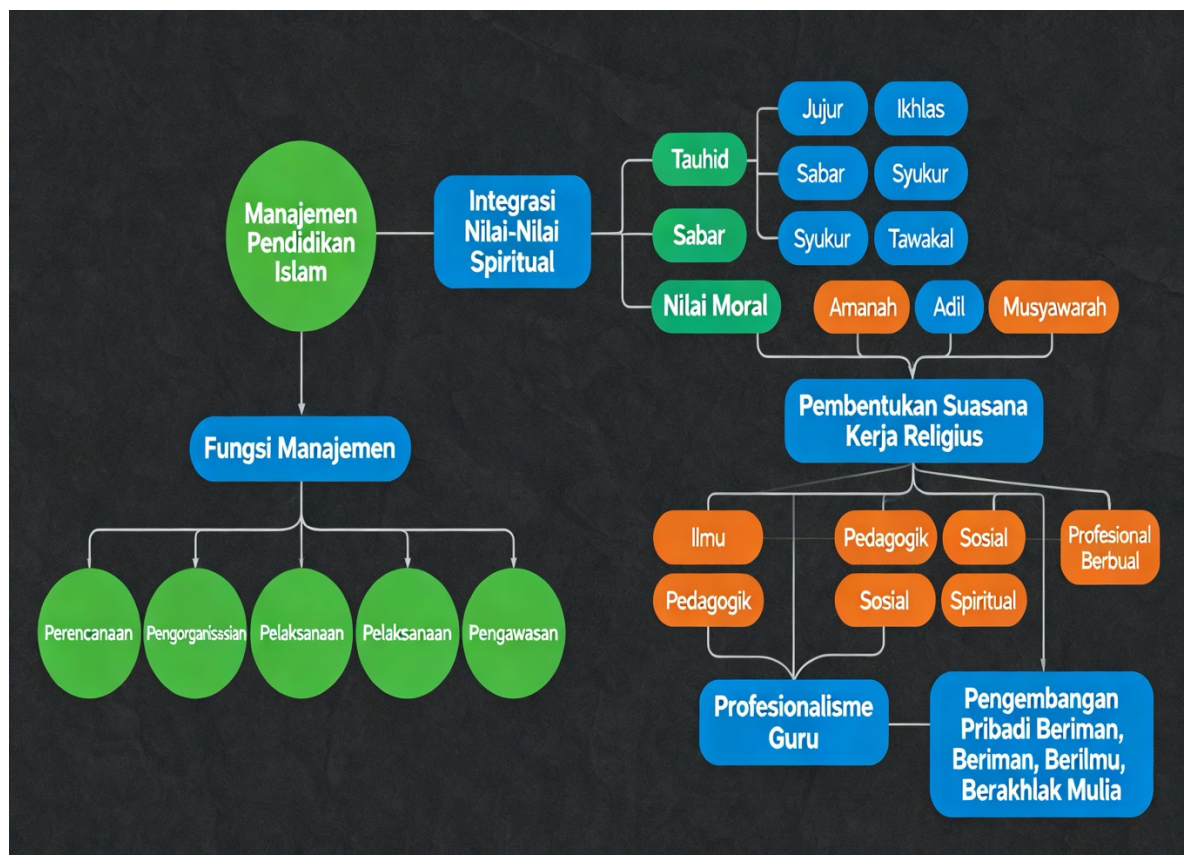 Manajemen
Pendidikan
Islam
Integrasi
Nilai-Nilai
Spiritual
Tauhid
Sabar
Nilai Moral
Jujur
Ikhlas
Sabar
Syukur
Syukur
Tawakal
Amanah
Adil
Musyawarah
Pembentukan Suasana
Kerja Religius
Fungsi Manajemen
Perencanaan
Pelaksanaan
Pelaksanaan
Pengawasan
Ilmu
Pedagogik
Sosial
Profesional
Berbual
Pedagogik
Sosial
Spiritual
Profesionalisme
Guru
Pengembangan
Pribadi Beriman,
Beriman, Berilmu,
Berakhlak Mulia